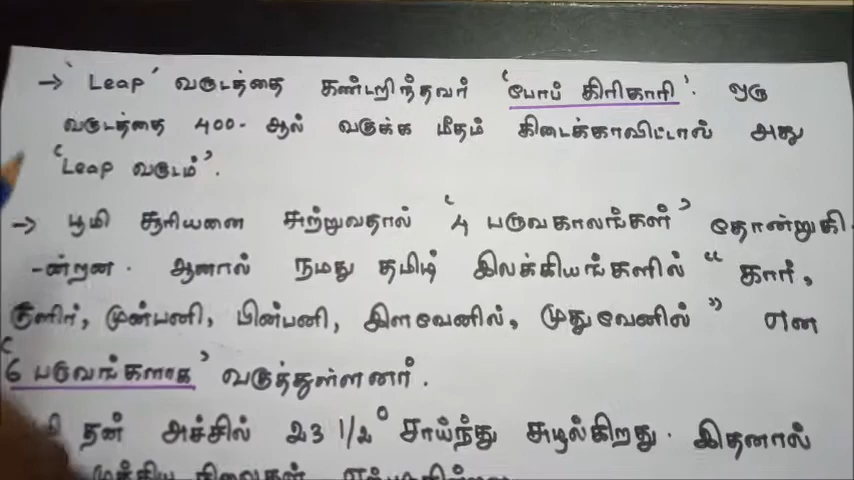 → 'Leap' வருடத்தை கண்டறிந்தவர் 'போப் கிரிகாரி'. ஒரு
வருடத்தை 400-ஆல் வருக்க மீதம் கிடைக்காவிட்டால் அது
'Leap வருடம்'.
→ பூமி சூரியனை சுற்றுவதால் '4 பருவகாலங்கள்' தோன்றுகி
-ன்றன. ஆனால் நமது தமிழ் இலக்கியங்களில் “கார்,
குளிர், முன்பனி, பின்பனி, இளவேனில், முதுவேனில்” என
'6 பருவங்களாக' வருத்துள்ளனர்.
தன் அச்சில் 23 1/2° சாய்ந்து சுழல்கிறது. இதனால்